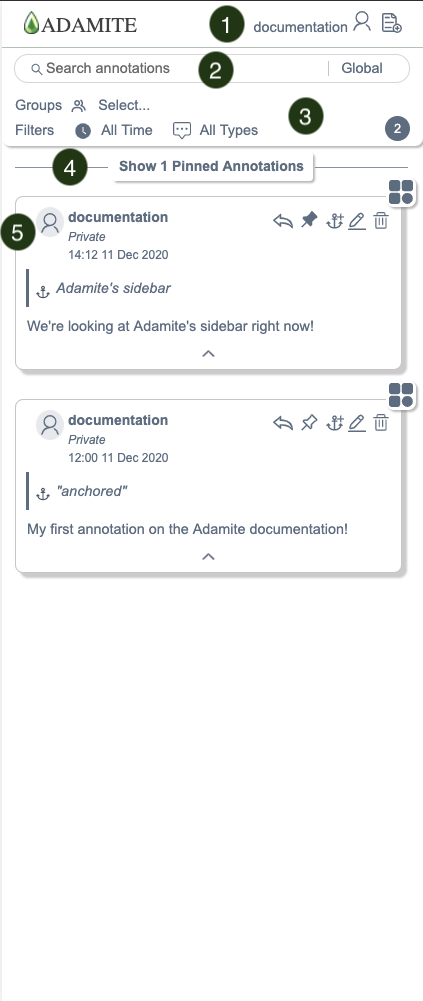 ADAMITE
1
documentation
Search annotations
2
Global
Groups Select...
3
Filters All Time All Types
2
4
Show 1 Pinned Annotations
5
documentation
Private
14:12 11 Dec 2020
Adamite's sidebar
We're looking at Adamite's sidebar right now!
documentation
Private
12:00 11 Dec 2020
"anchored"
My first annotation on the Adamite documentation!